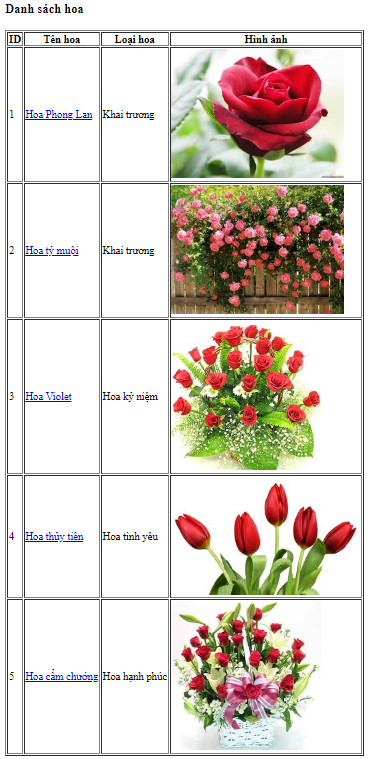 Danh sách hoa
ID Tên hoa Loại hoa Hình ảnh
1 Hoa Phong Lan Khai trương
2 Hoa tỷ muội Khai trương
3 Hoa Violet Hoa kỷ niệm
4 Hoa thủy tiên Hoa tình yêu
5 Hoa cẩm chướng Hoa hạnh phúc